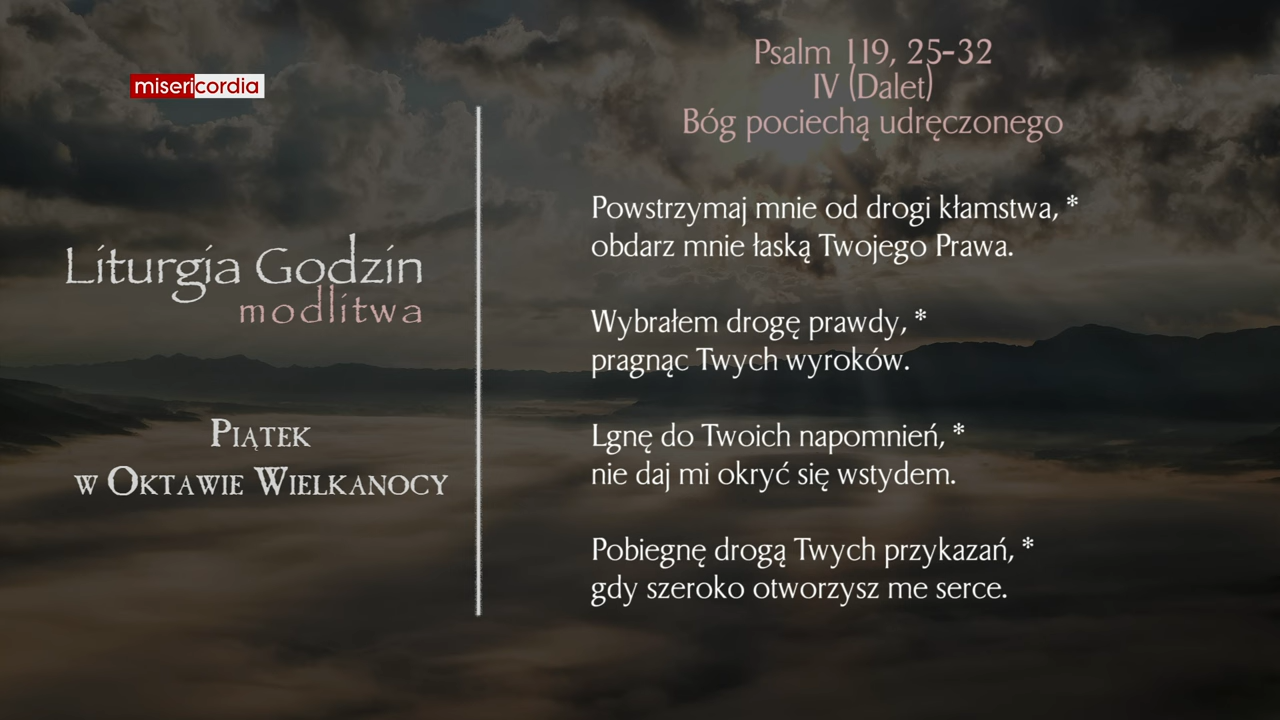 misericordia
Liturgia Godzin
modlitwa
Piątek
w Oktawie Wielkanocy
Psalm 119, 25-32
IV (Dalet)
Bóg pociechą udręczonego
Powstrzymaj mnie od drogi kłamstwa, *
obdarz mnie łaską Twojego Prawa.
Wybrałem drogę prawdy, *
pragnąc Twych wyroków.
Lgnę do Twoich napomnień, *
nie daj mi okryć się wstydem.
Pobiegnę drogą Twych przykazań, *
gdy szeroko otworzysz me serce.